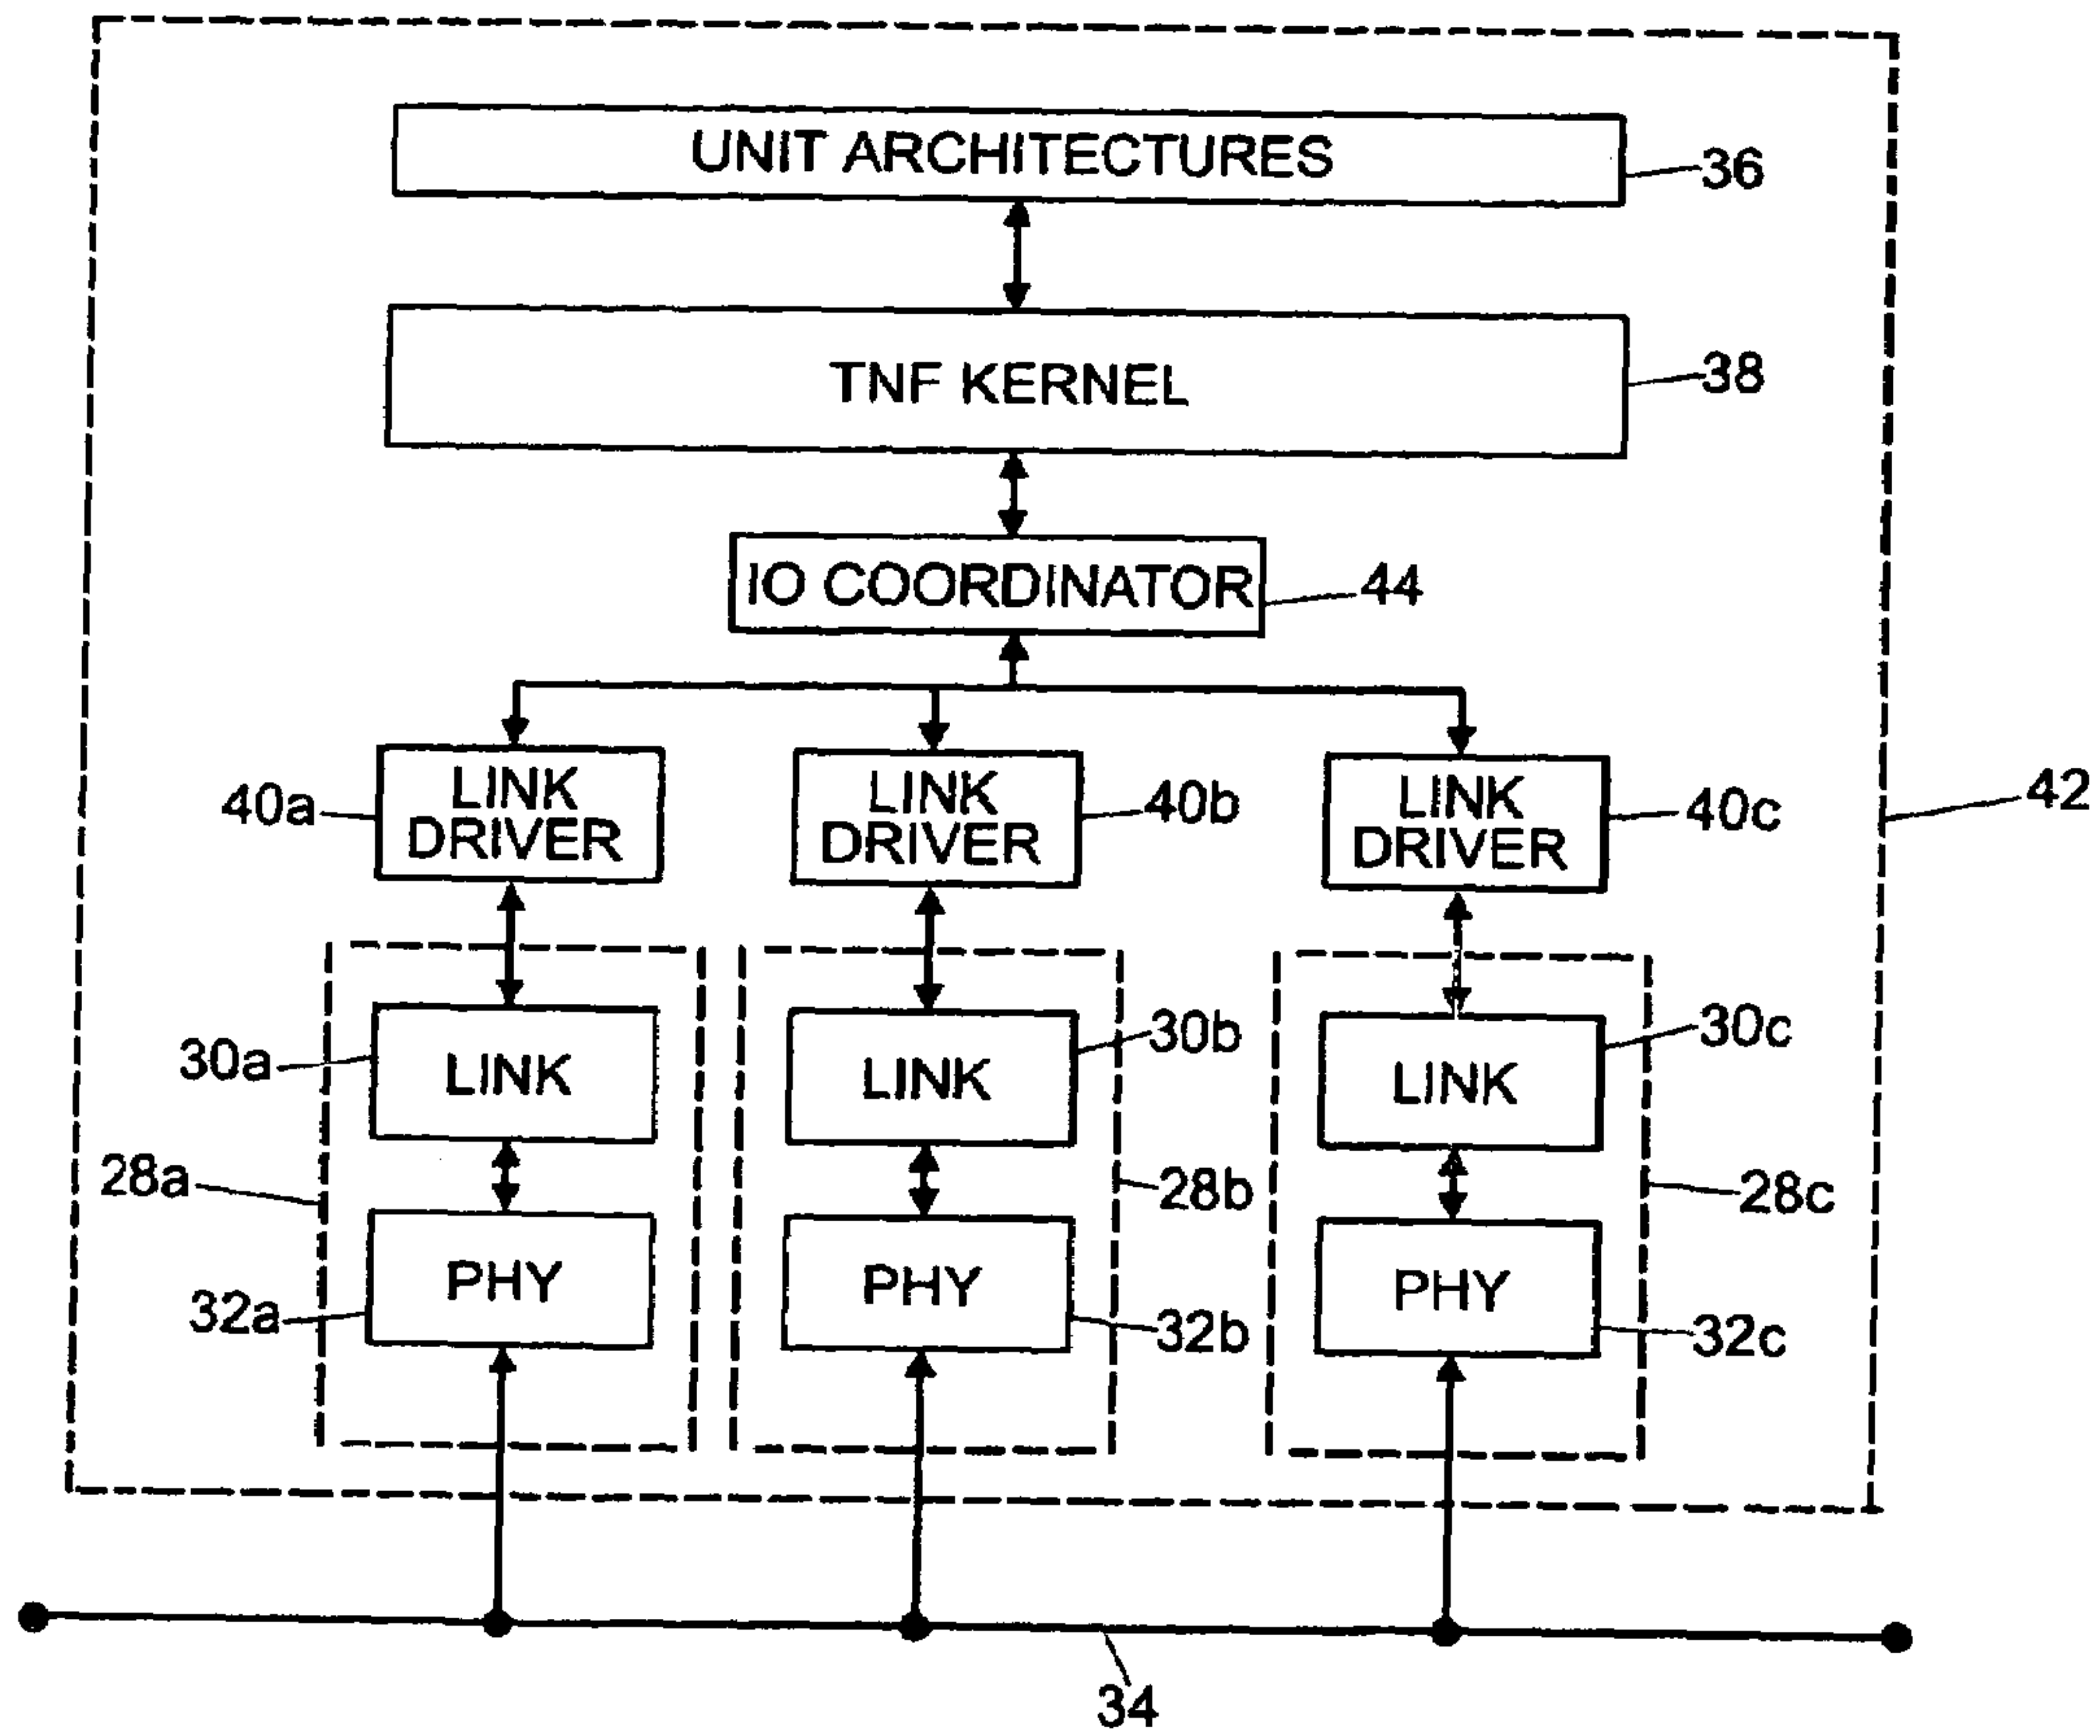 UNIT ARCHITECTURES
36
TNF KERNEL
38
IO COORDINATOR
44
40a
LINK
DRIVER
40b
LINK
DRIVER
40c
LINK
DRIVER
42
30a
LINK
30b
LINK
30c
LINK
28a
28b
28c
32a
PHY
32b
PHY
32c
PHY
34